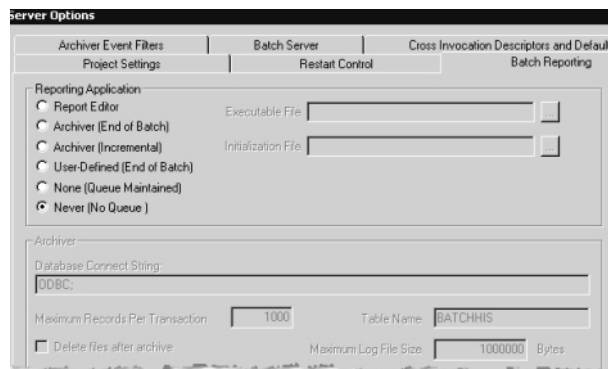 Server Options
Archiver Event Filters Batch Server Cross Invocation Descriptors and Defaul
Project Settings Restart Control Batch Reporting
Reporting Application
Report Editor Executable File ...
Archiver (End of Batch)
Archiver (Incremental) Initialization File ...
User-Defined (End of Batch)
None (Queue Maintained)
Never (No Queue )
Archiver
Database Connect String:
ODBC;
Maximum Records Per Transaction 1000 Table Name BATCHHIS
Delete files after archive Maximum Log File Size 1000000 Bytes